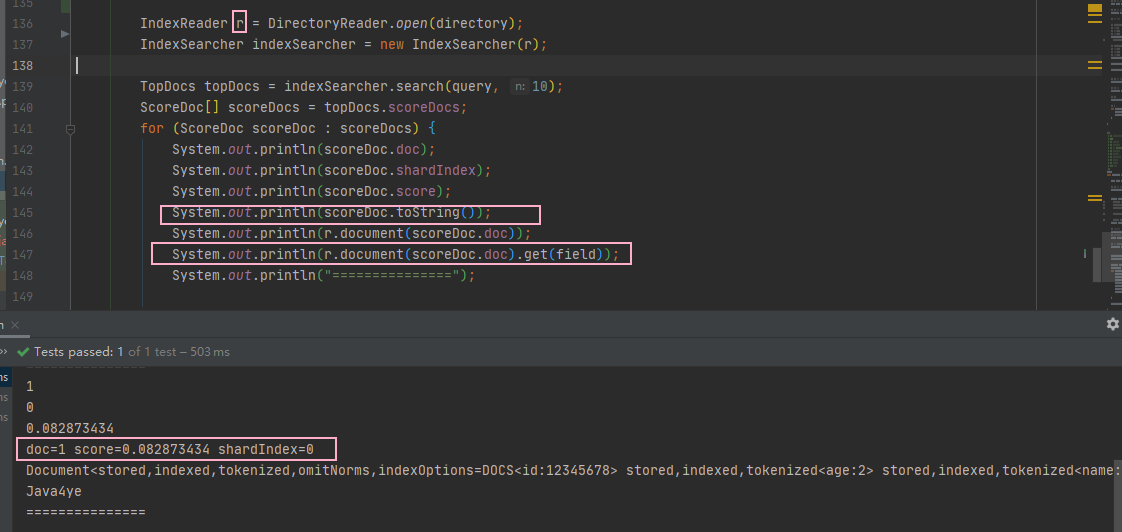 135
136 IndexReader r = DirectoryReader.open(directory);
137 IndexSearcher indexSearcher = new IndexSearcher(r);
138
139 TopDocs topDocs = indexSearcher.search(query, n: 10);
140 ScoreDoc[] scoreDocs = topDocs.scoreDocs;
141 for (ScoreDoc scoreDoc : scoreDocs) {
142 System.out.println(scoreDoc.doc);
143 System.out.println(scoreDoc.shardIndex);
144 System.out.println(scoreDoc.score);
145 System.out.println(scoreDoc.toString());
146 System.out.println(r.document(scoreDoc.doc));
147 System.out.println(r.document(scoreDoc.doc).get(field));
148 System.out.println("===============");
149
Tests passed: 1 of 1 test – 503 ms
===============
1
0
0.082873434
doc=1 score=0.082873434 shardIndex=0
Document<stored,indexed,tokenized,omitNorms,indexOptions=DOCS<id:12345678> stored,indexed,tokenized<age:2> stored,indexed,tokenized<name:
Java4ye
===============